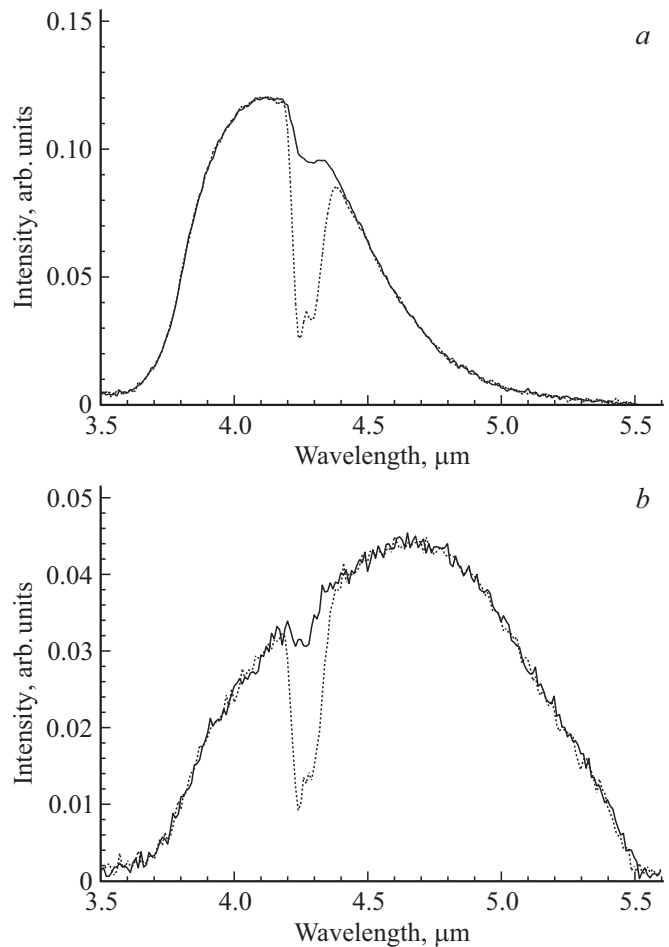 a
0.15
0.10
0.05
0
Intensity, arb. units
3.5 4.0 4.5 5.0 5.5
Wavelength, μm
b
0.05
0.04
0.03
0.02
0.01
0
Intensity, arb. units
3.5 4.0 4.5 5.0 5.5
Wavelength, μm